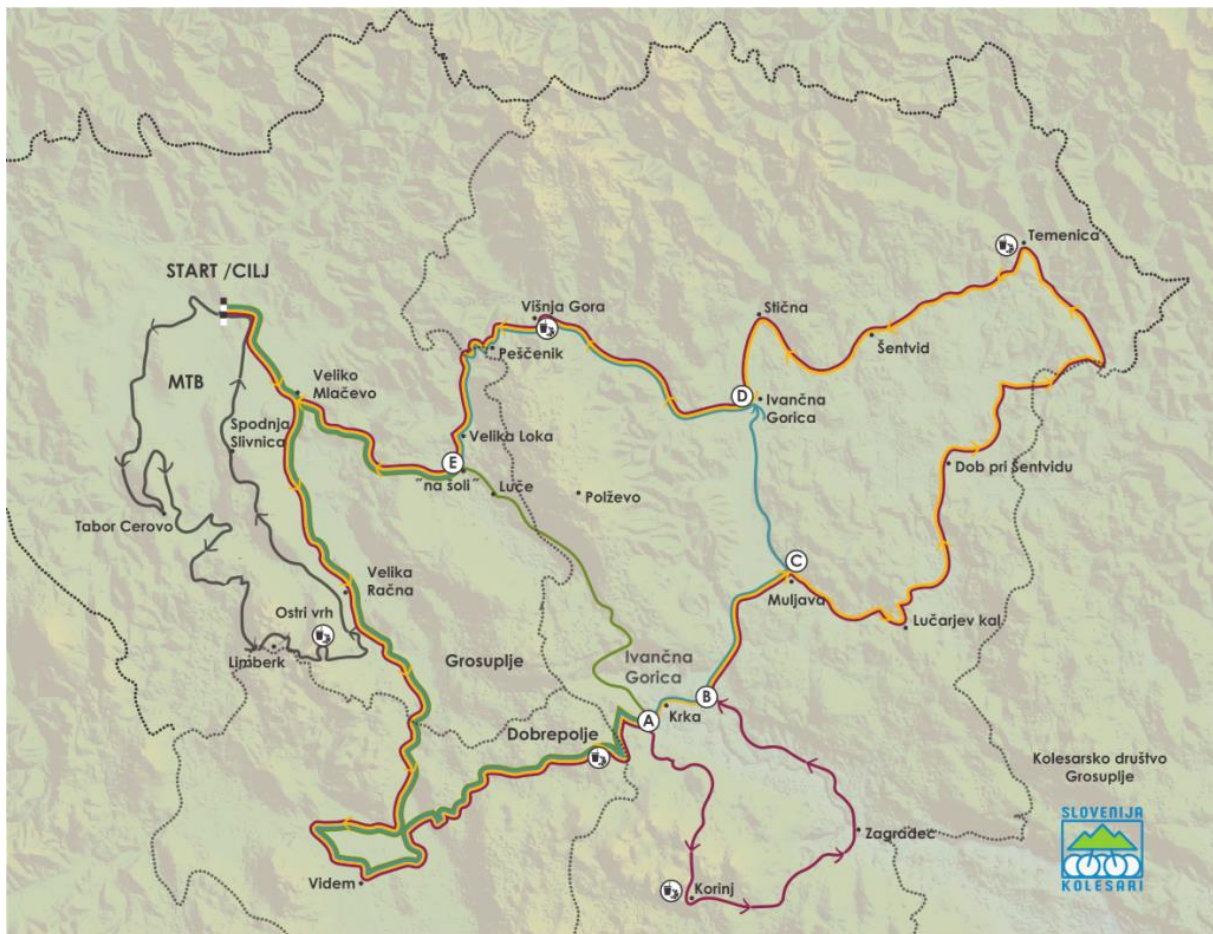 START /CILJ
MTB
Veliko
Mlačevo
Spodnja
Slivnica
Tabor Cerovo
Velika
Račna
Ostri vrh
Limberk
Grosuplje
Videm
Dobrepolje
Višnja Gora
Peščenik
Velika Loka
E
"na šoli"
Luče
Polževo
Ivančna
Gorica
A
Krka
B
Korinj
Zagradec
C
Muljava
Lučarjev kal
D
Ivančna
Gorica
Stična
Šentvid
Temenica
Dob pri šentvidu
Kolesarsko društvo
Grosuplje
SLOVENIJA
KOLESARI